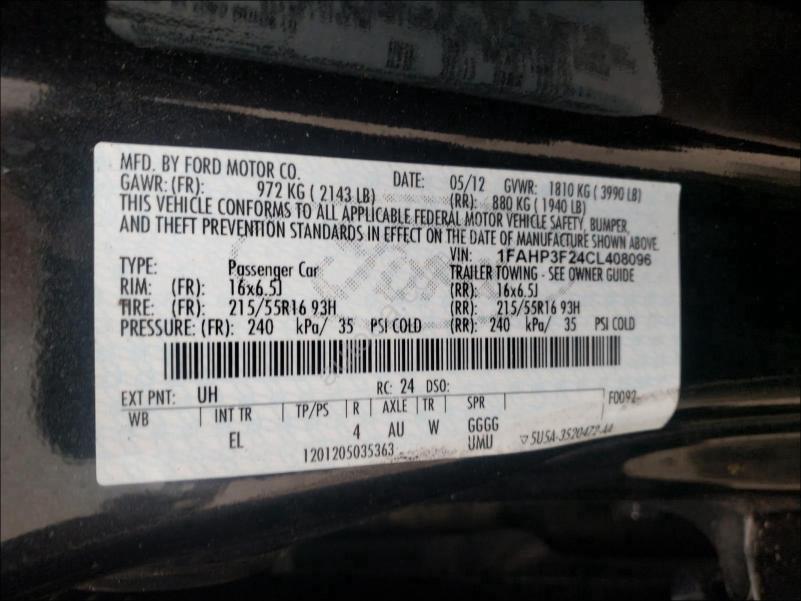 MFD. BY FORD MOTOR CO.
DATE: 05/12 GVWR: 1810 KG ( 3990 LB)
GAWR: (FR): 972 KG ( 2143 LB) (RR): 880 KG ( 1940 LB)
THIS VEHICLE CONFORMS TO ALL APPLICABLE FEDERAL MOTOR VEHICLE SAFETY, BUMPER,
AND THEFT PREVENTION STANDARDS IN EFFECT ON THE DATE OF MANUFACTURE SHOWN ABOVE.
VIN: 1FAHP3F24CL408096
TYPE: Passenger Car TRAILER TOWING - SEE OWNER GUIDE
RIM: (FR): 16x6.5J (RR): 16x6.5J
TIRE: (FR): 215/55R16 93H (RR): 215/55R16 93H
PRESSURE: (FR): 240 kPa/ 35 PSI COLD (RR): 240 kPa/ 35 PSI COLD
EXT PNT: UH RC: 24 DSO: F0092
WB INT TR TP/PS R AXLE TR SPR
EL 4 AU W GGGG
1201205035363 UMU 5U5A-3520472-AA